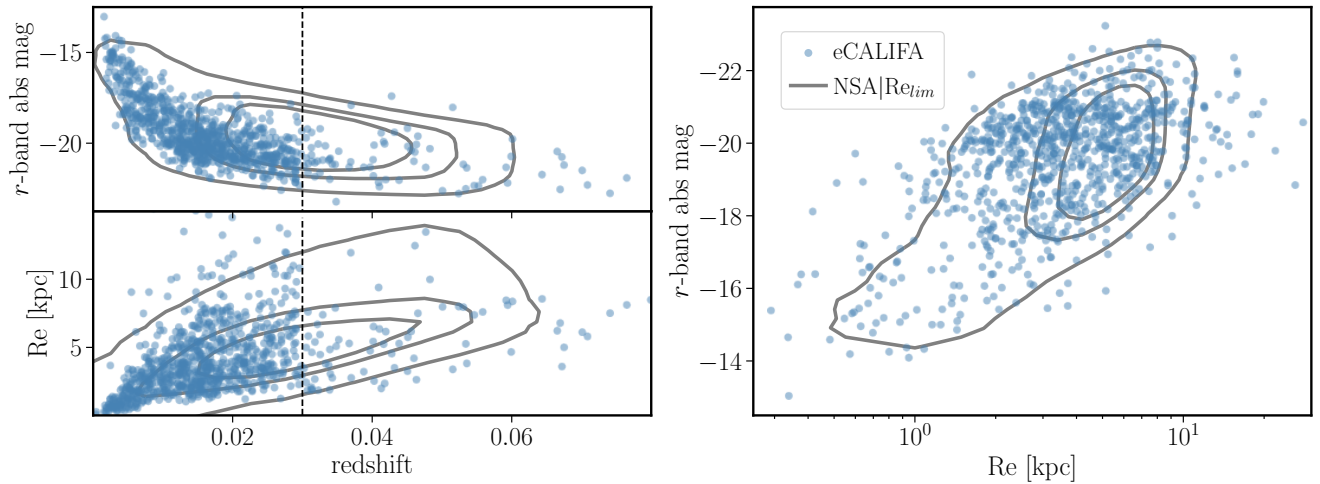 r-band abs mag
−15
−20
Re [kpc]
10
5
0.02
0.04
0.06
redshift
r-band abs mag
−22
−20
−18
−16
−14
eCALIFA
NSA|Re_lim
10^0
10^1
Re [kpc]